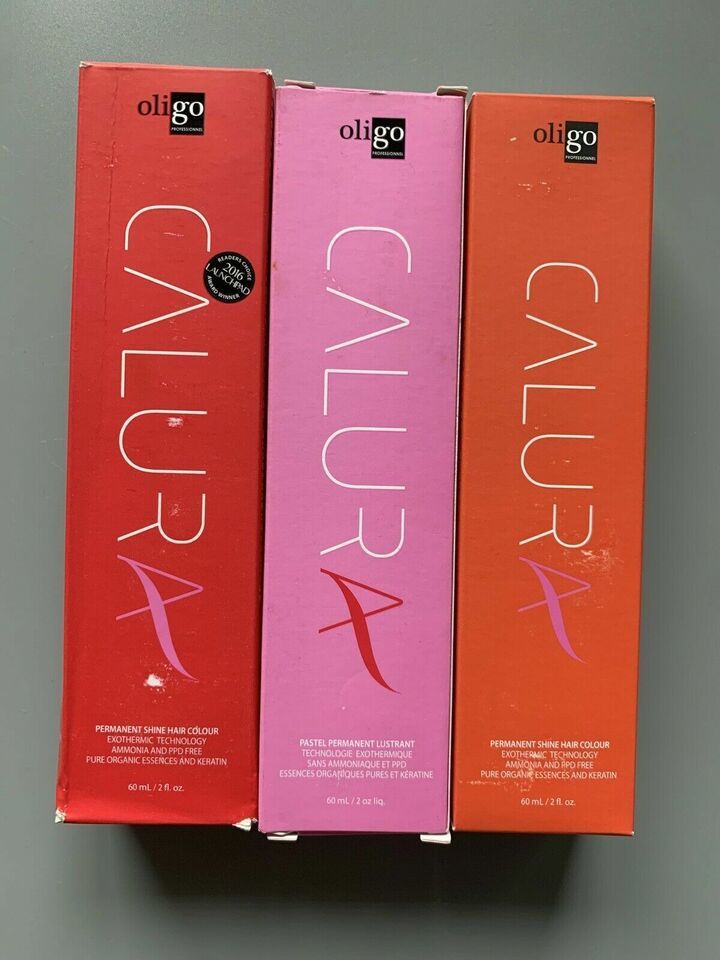 oligo
PROFESSIONNEL
CALURA
READERS CHOICE
2016
LAUNCHPAD
AWARD WINNER
PERMANENT SHINE HAIR COLOUR
EXOTHERMIC TECHNOLOGY
AMMONIA AND PPD FREE
PURE ORGANIC ESSENCES AND KERATIN
60 mL / 2 fl. oz.
oligo
PROFESSIONNEL
CALURA
PASTEL PERMANENT LUSTRANT
TECHNOLOGIE EXOTHERMIQUE
SANS AMMONIAQUE ET PPD
ESSENCES ORGANIQUES PURES ET KÉRATINE
60 mL / 2 oz liq.
oligo
PROFESSIONNEL
CALURA
PERMANENT SHINE HAIR COLOUR
EXOTHERMIC TECHNOLOGY
AMMONIA AND PPD FREE
PURE ORGANIC ESSENCES AND KERATIN
60 mL / 2 fl. oz.